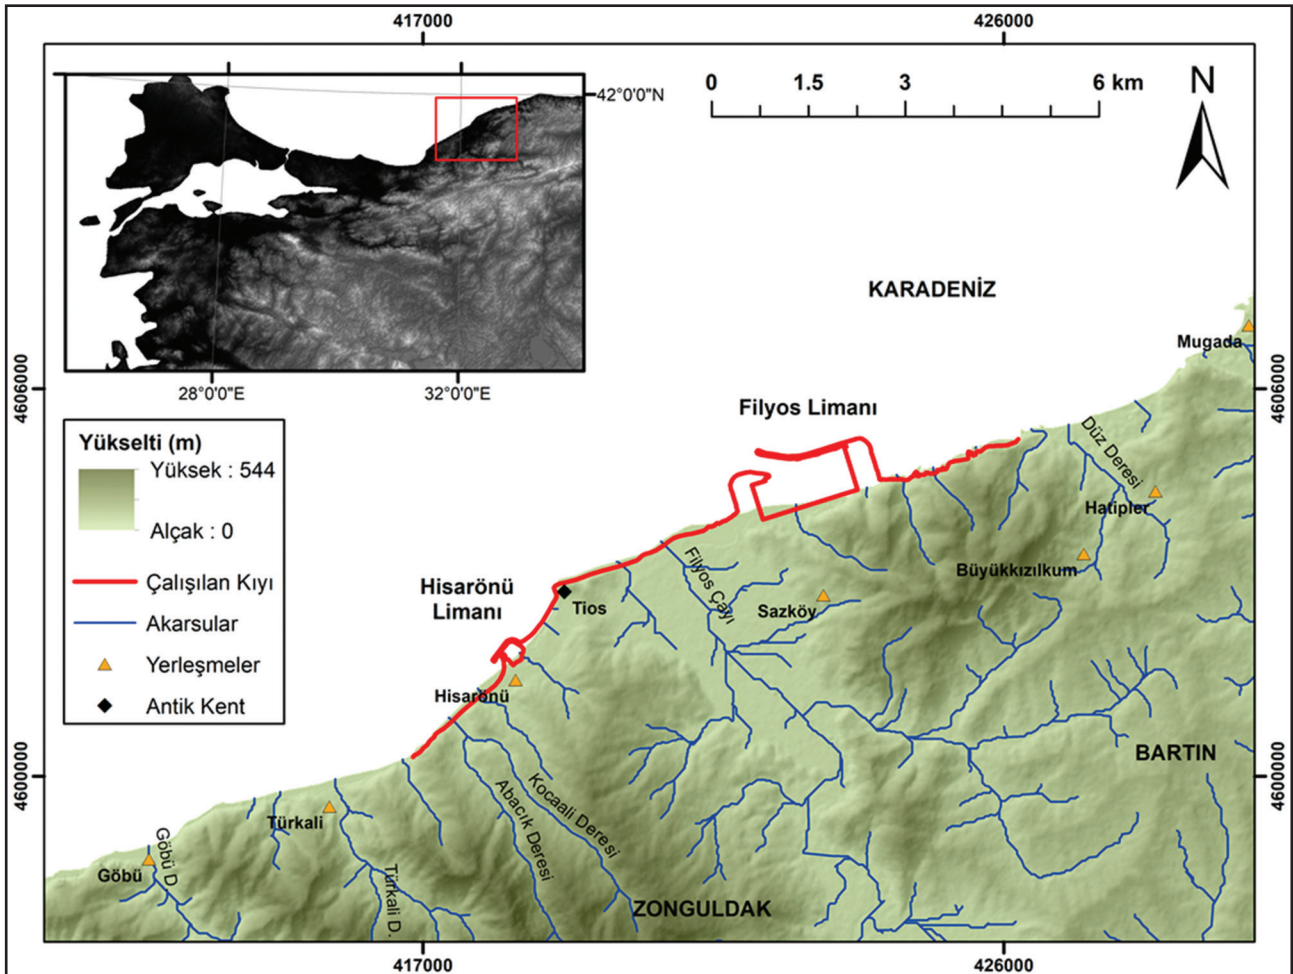 417000
426000
42°0'0"N
0
1.5
3
6 km
N
28°0'0"E
32°0'0"E
KARADENİZ
Mugada
4606000
4606000
Filyos Limanı
Yükselti (m)
Yüksek : 544
Alçak : 0
Çalışılan Kıyı
Akarsular
Yerleşmeler
Antik Kent
Düz Deresi
Hatipler
Büyükkızılkum
Filyos Çayı
Sazköy
Hisarönü
Limanı
Tios
Hisarönü
BARTIN
4600000
4600000
Kocaali Deresi
Abacık Deresi
Türkali
Türkali D.
Göbü D
Göbü
ZONGULDAK
417000
426000